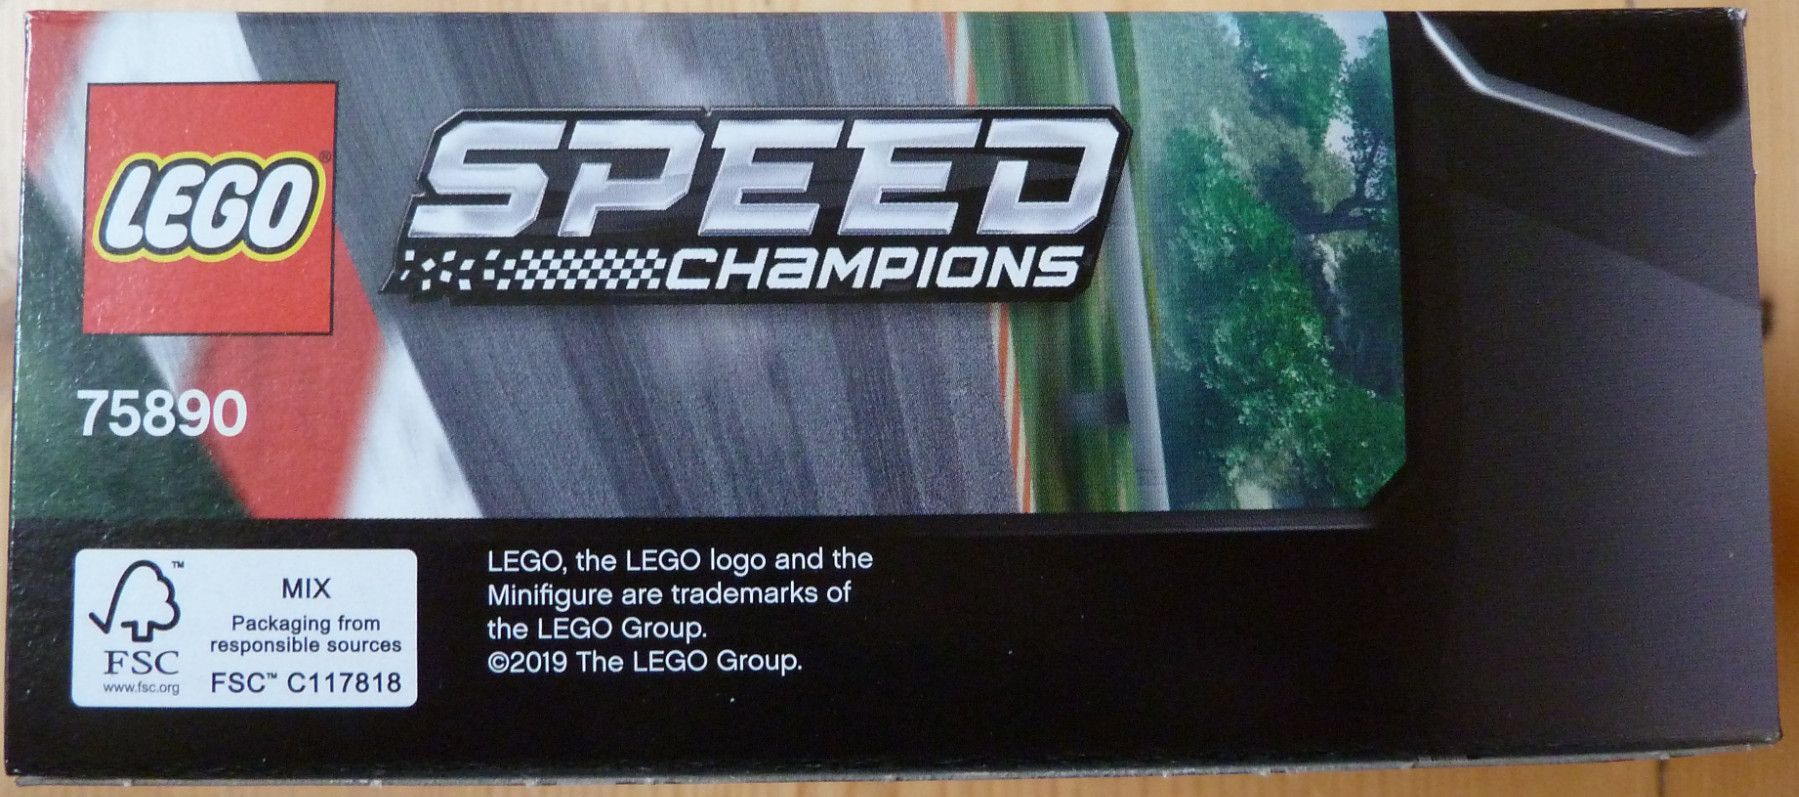 LEGO®
SPEED
CHAMPIONS
75890
™
FSC
www.fsc.org
MIX
Packaging from
responsible sources
FSC™ C117818
LEGO, the LEGO logo and the
Minifigure are trademarks of
the LEGO Group.
©2019 The LEGO Group.